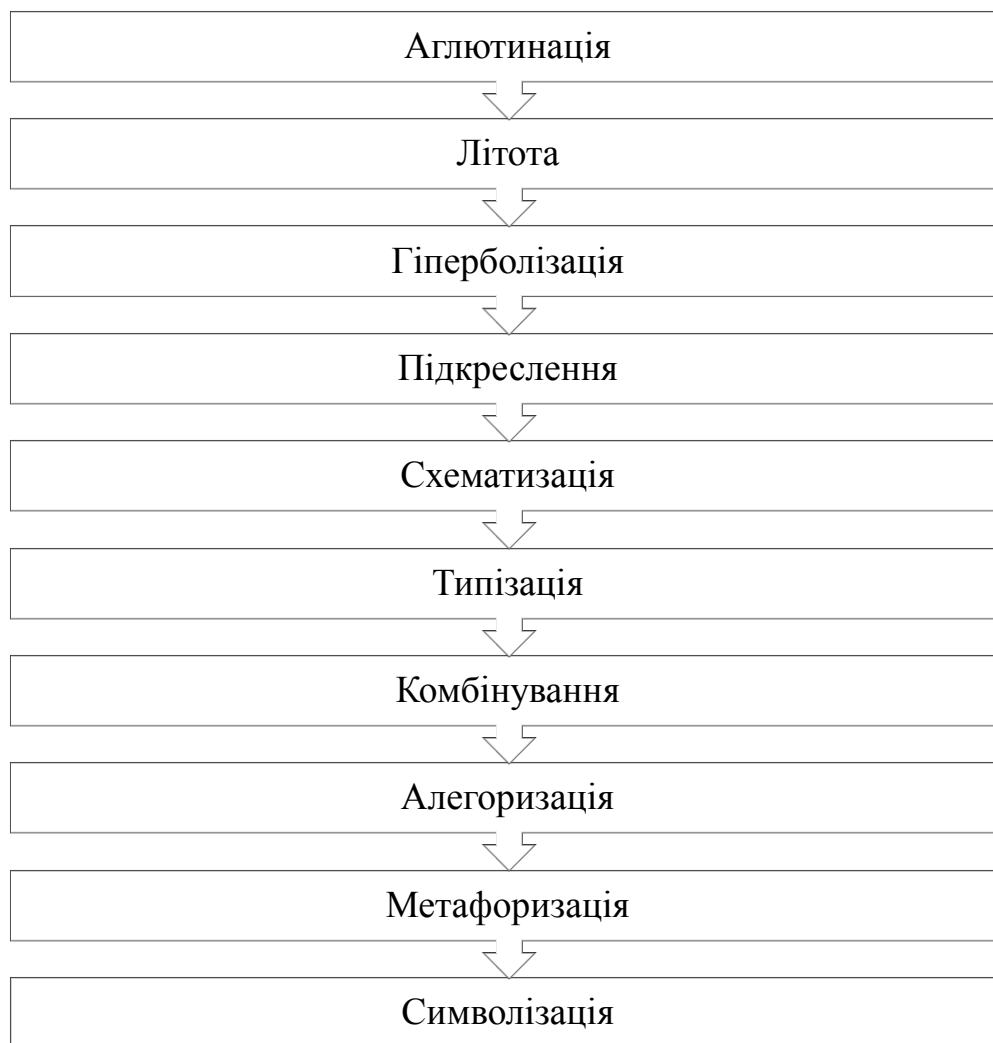 Аглютинація
Літота
Гіперболізація
Підкреслення
Схематизація
Типізація
Комбінування
Алегоризація
Метафоризація
Символізація